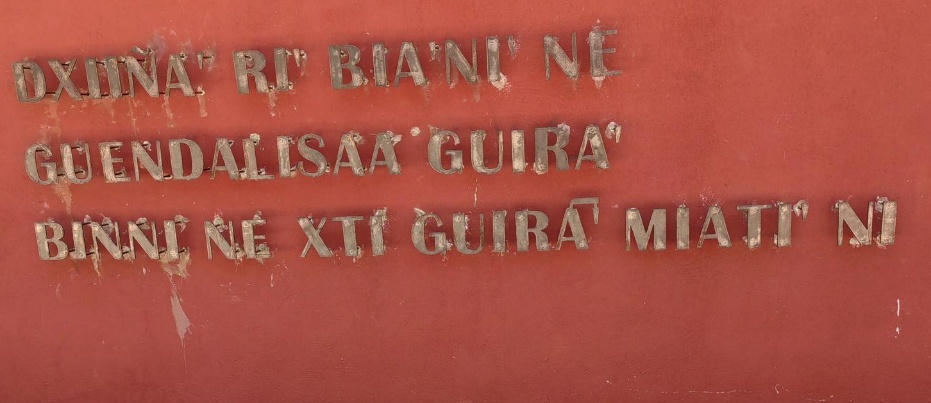 DXIIÑA' RI' BIA'NI' NE
GUENDALISAA GUIRA'
BINNI' NE XTI GUIRA' MIATI' NI